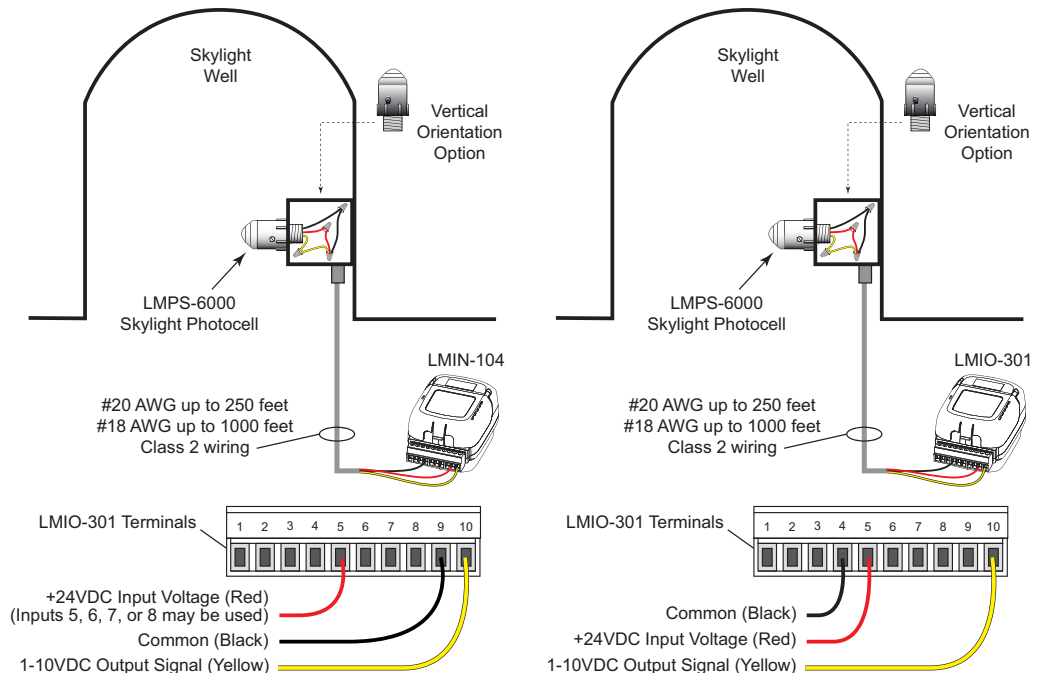 Skylight
Well
Vertical
Orientation
Option
LMPS-6000
Skylight Photocell
LMIN-104
#20 AWG up to 250 feet
#18 AWG up to 1000 feet
Class 2 wiring
LMIO-301 Terminals
1 2 3 4 5 6 7 8 9 10
+24VDC Input Voltage (Red)
(Inputs 5, 6, 7, or 8 may be used)
Common (Black)
1-10VDC Output Signal (Yellow)
Skylight
Well
Vertical
Orientation
Option
LMPS-6000
Skylight Photocell
LMIO-301
#20 AWG up to 250 feet
#18 AWG up to 1000 feet
Class 2 wiring
LMIO-301 Terminals
1 2 3 4 5 6 7 8 9 10
Common (Black)
+24VDC Input Voltage (Red)
1-10VDC Output Signal (Yellow)